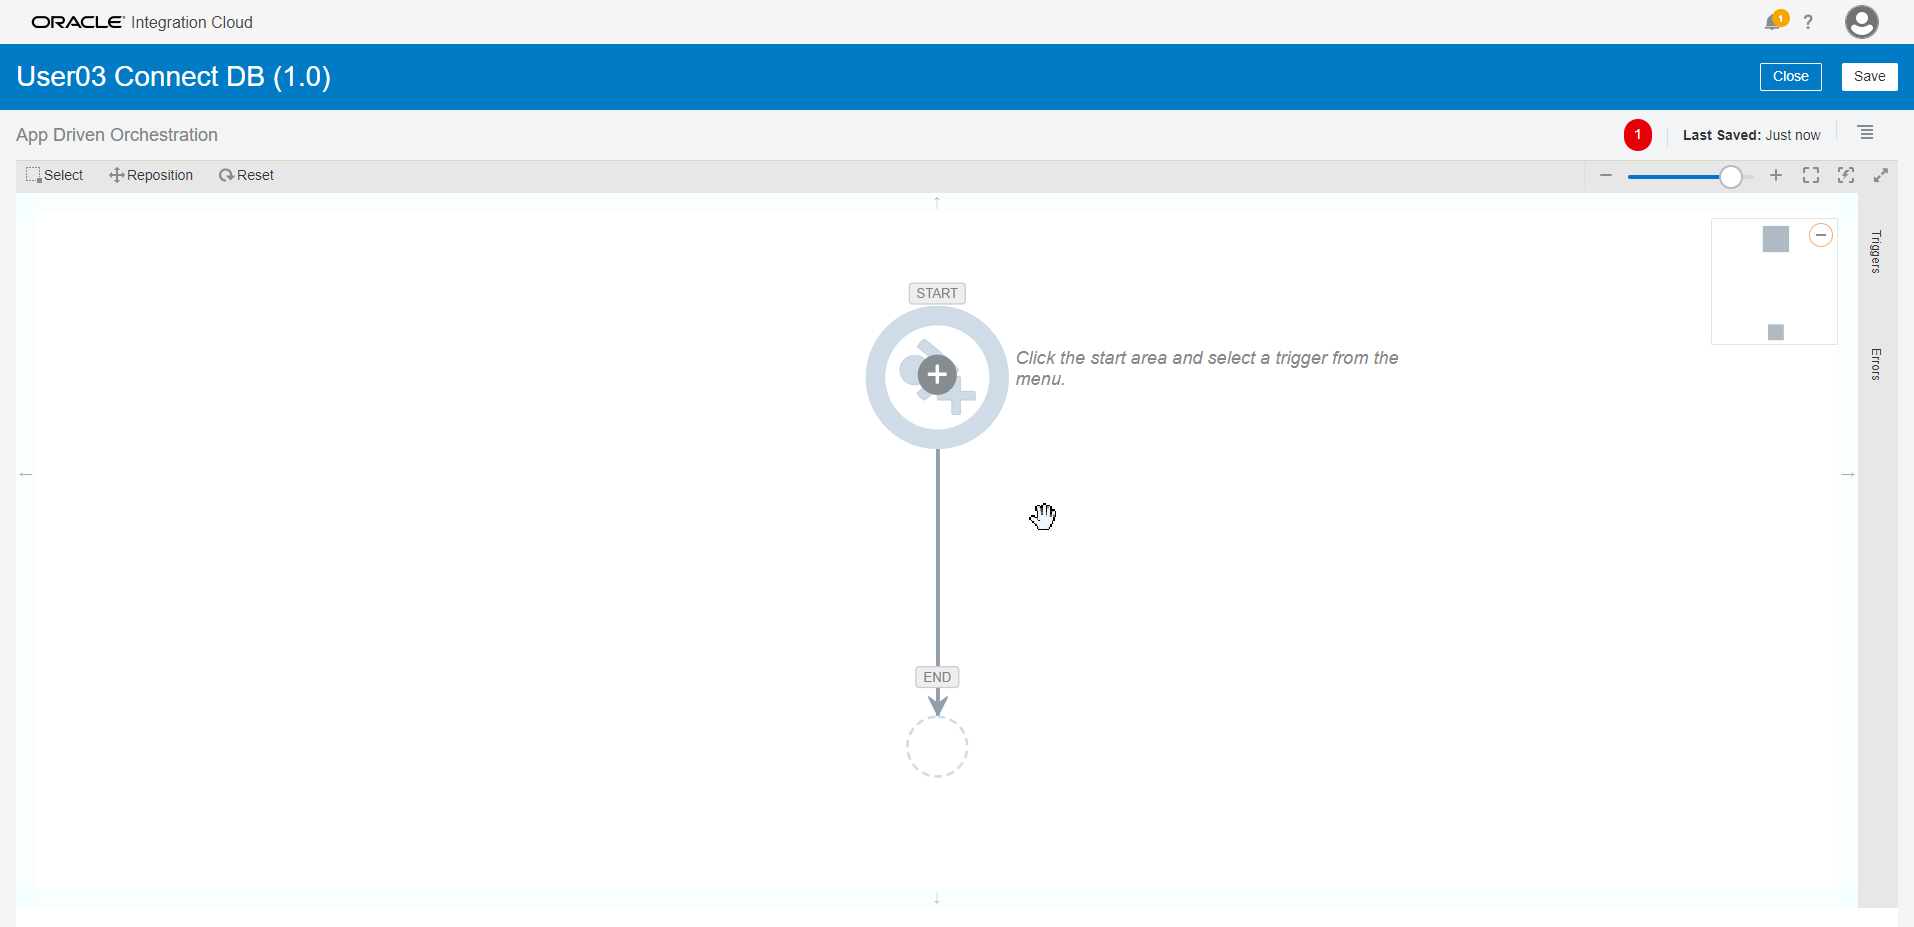 ORACLE Integration Cloud
1
?
User03 Connect DB (1.0)
Close
Save
App Driven Orchestration
1
Last Saved: Just now
Select
Reposition
Reset
Triggers
START
Click the start area and select a trigger from the
menu.
Errors
END